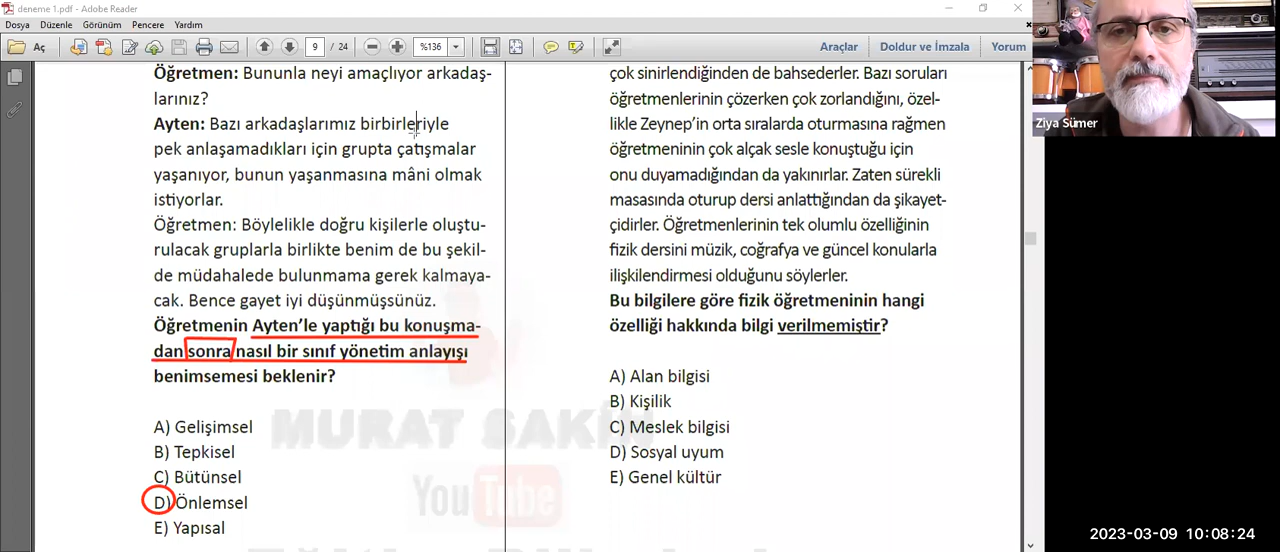 deneme 1.pdf - Adobe Reader
Dosya Düzenle Görünüm Pencere Yardım
Aç 9 / 24 %136 Araçlar Doldur ve İmzala Yorum
Öğretmen: Bununla neyi amaçlıyor arkadaş-
larınız?
Ayten: Bazı arkadaşlarımız birbirleriyle
pek anlaşamadıkları için grupta çatışmalar
yaşanıyor, bunun yaşanmasına mâni olmak
istiyorlar.
Öğretmen: Böylelikle doğru kişilerle oluştu-
rulacak gruplarla birlikte benim de bu şekil-
de müdahalede bulunmama gerek kalmaya-
cak. Bence gayet iyi düşünmüşsünüz.
Öğretmenin Ayten’le yaptığı bu konuşma-
dan sonra nasıl bir sınıf yönetim anlayışı
benimsemesi beklenir?
A) Gelişimsel
B) Tepkisel
C) Bütünsel
D) Önlemsel
E) Yapısal
çok sinirlendiğinden de bahsederler. Bazı soruları
öğretmenlerinin çözerken çok zorlandığını, özel-
likle Zeynep’in orta sıralarda oturmasına rağmen
öğretmeninin çok alçak sesle konuştuğu için
onu duyamadığından da yakınırlar. Zaten sürekli
masasında oturup dersi anlattığından da şikayet-
çidirler. Öğretmenlerinin tek olumlu özelliğinin
fizik dersini müzik, coğrafya ve güncel konularla
ilişkilendirmesi olduğunu söylerler.
Bu bilgilere göre fizik öğretmeninin hangi
özelliği hakkında bilgi verilmemiştir?
A) Alan bilgisi
B) Kişilik
C) Meslek bilgisi
D) Sosyal uyum
E) Genel kültür
MURAT SAKİN
YouTube
Ziya Sümer
2023-03-09 10:08:24